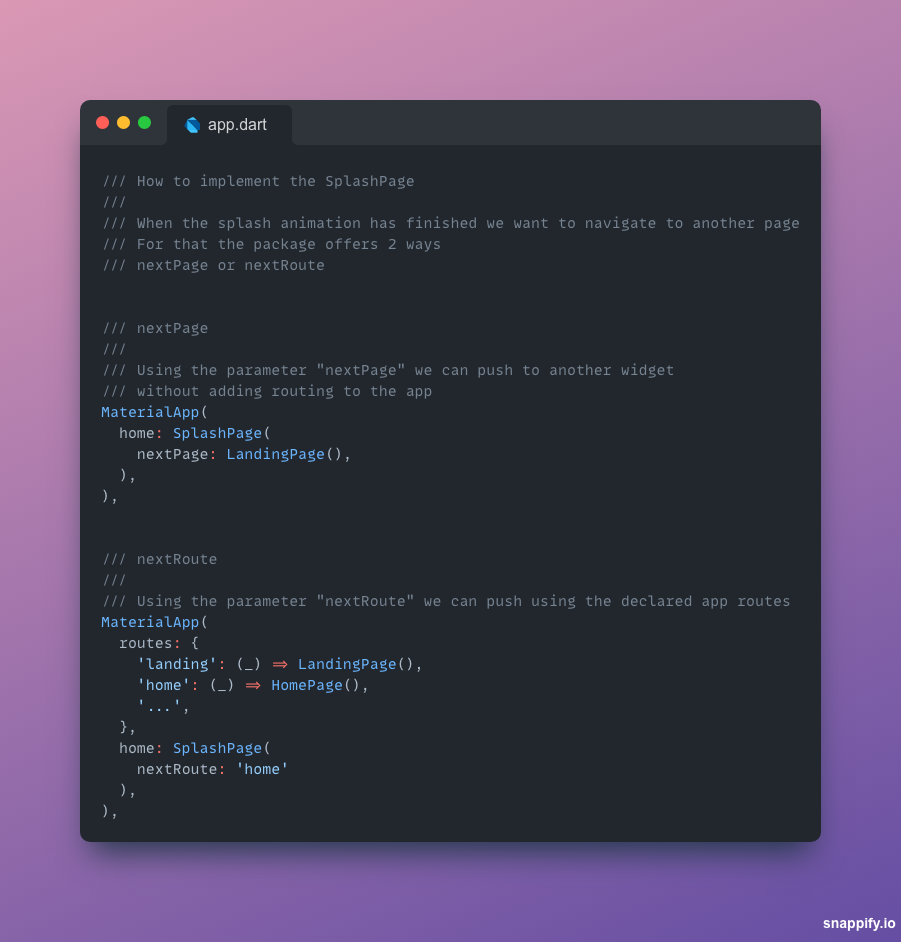 app.dart
/// How to implement the SplashPage
///
/// When the splash animation has finished we want to navigate to another page
/// For that the package offers 2 ways
/// nextPage or nextRoute
/// nextPage
///
/// Using the parameter "nextPage" we can push to another widget
/// without adding routing to the app
MaterialApp(
  home: SplashPage(
    nextPage: LandingPage(),
  ),
),
/// nextRoute
///
/// Using the parameter "nextRoute" we can push using the declared app routes
MaterialApp(
  routes: {
    'landing': (_) => LandingPage(),
    'home': (_) => HomePage(),
    '...',
  },
  home: SplashPage(
    nextRoute: 'home'
  ),
),
snappify.io